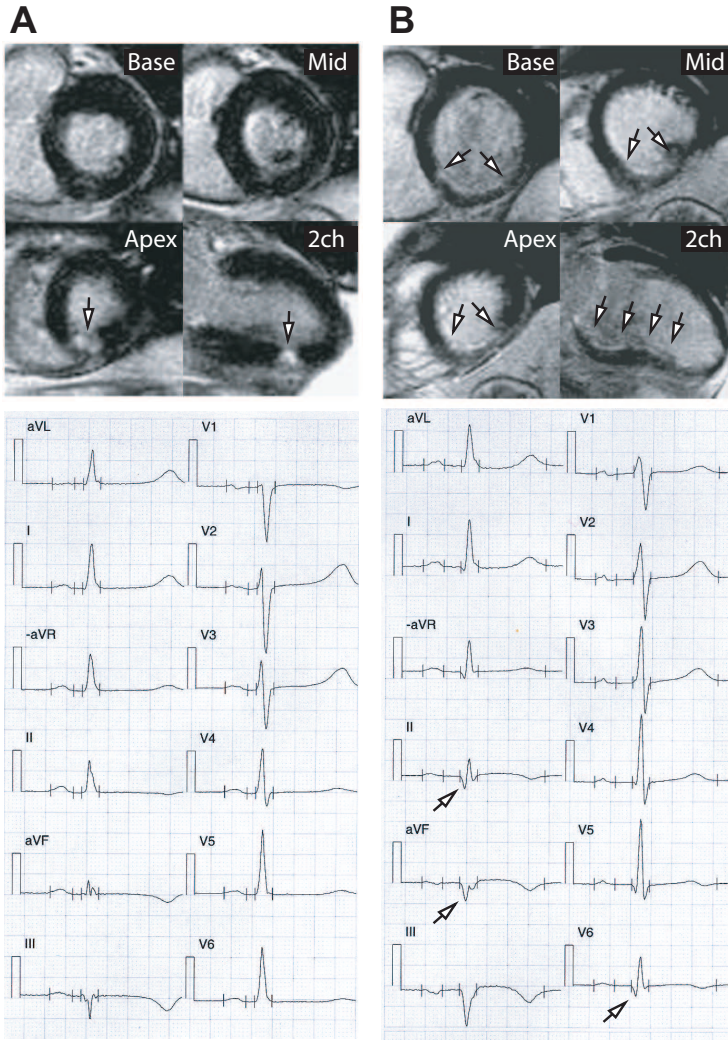 A
Base
Mid
Apex
2ch
aVL
V1
I
V2
-aVR
V3
II
V4
aVF
V5
III
V6
B
Base
Mid
Apex
2ch
aVL
V1
I
V2
-aVR
V3
II
V4
aVF
V5
III
V6